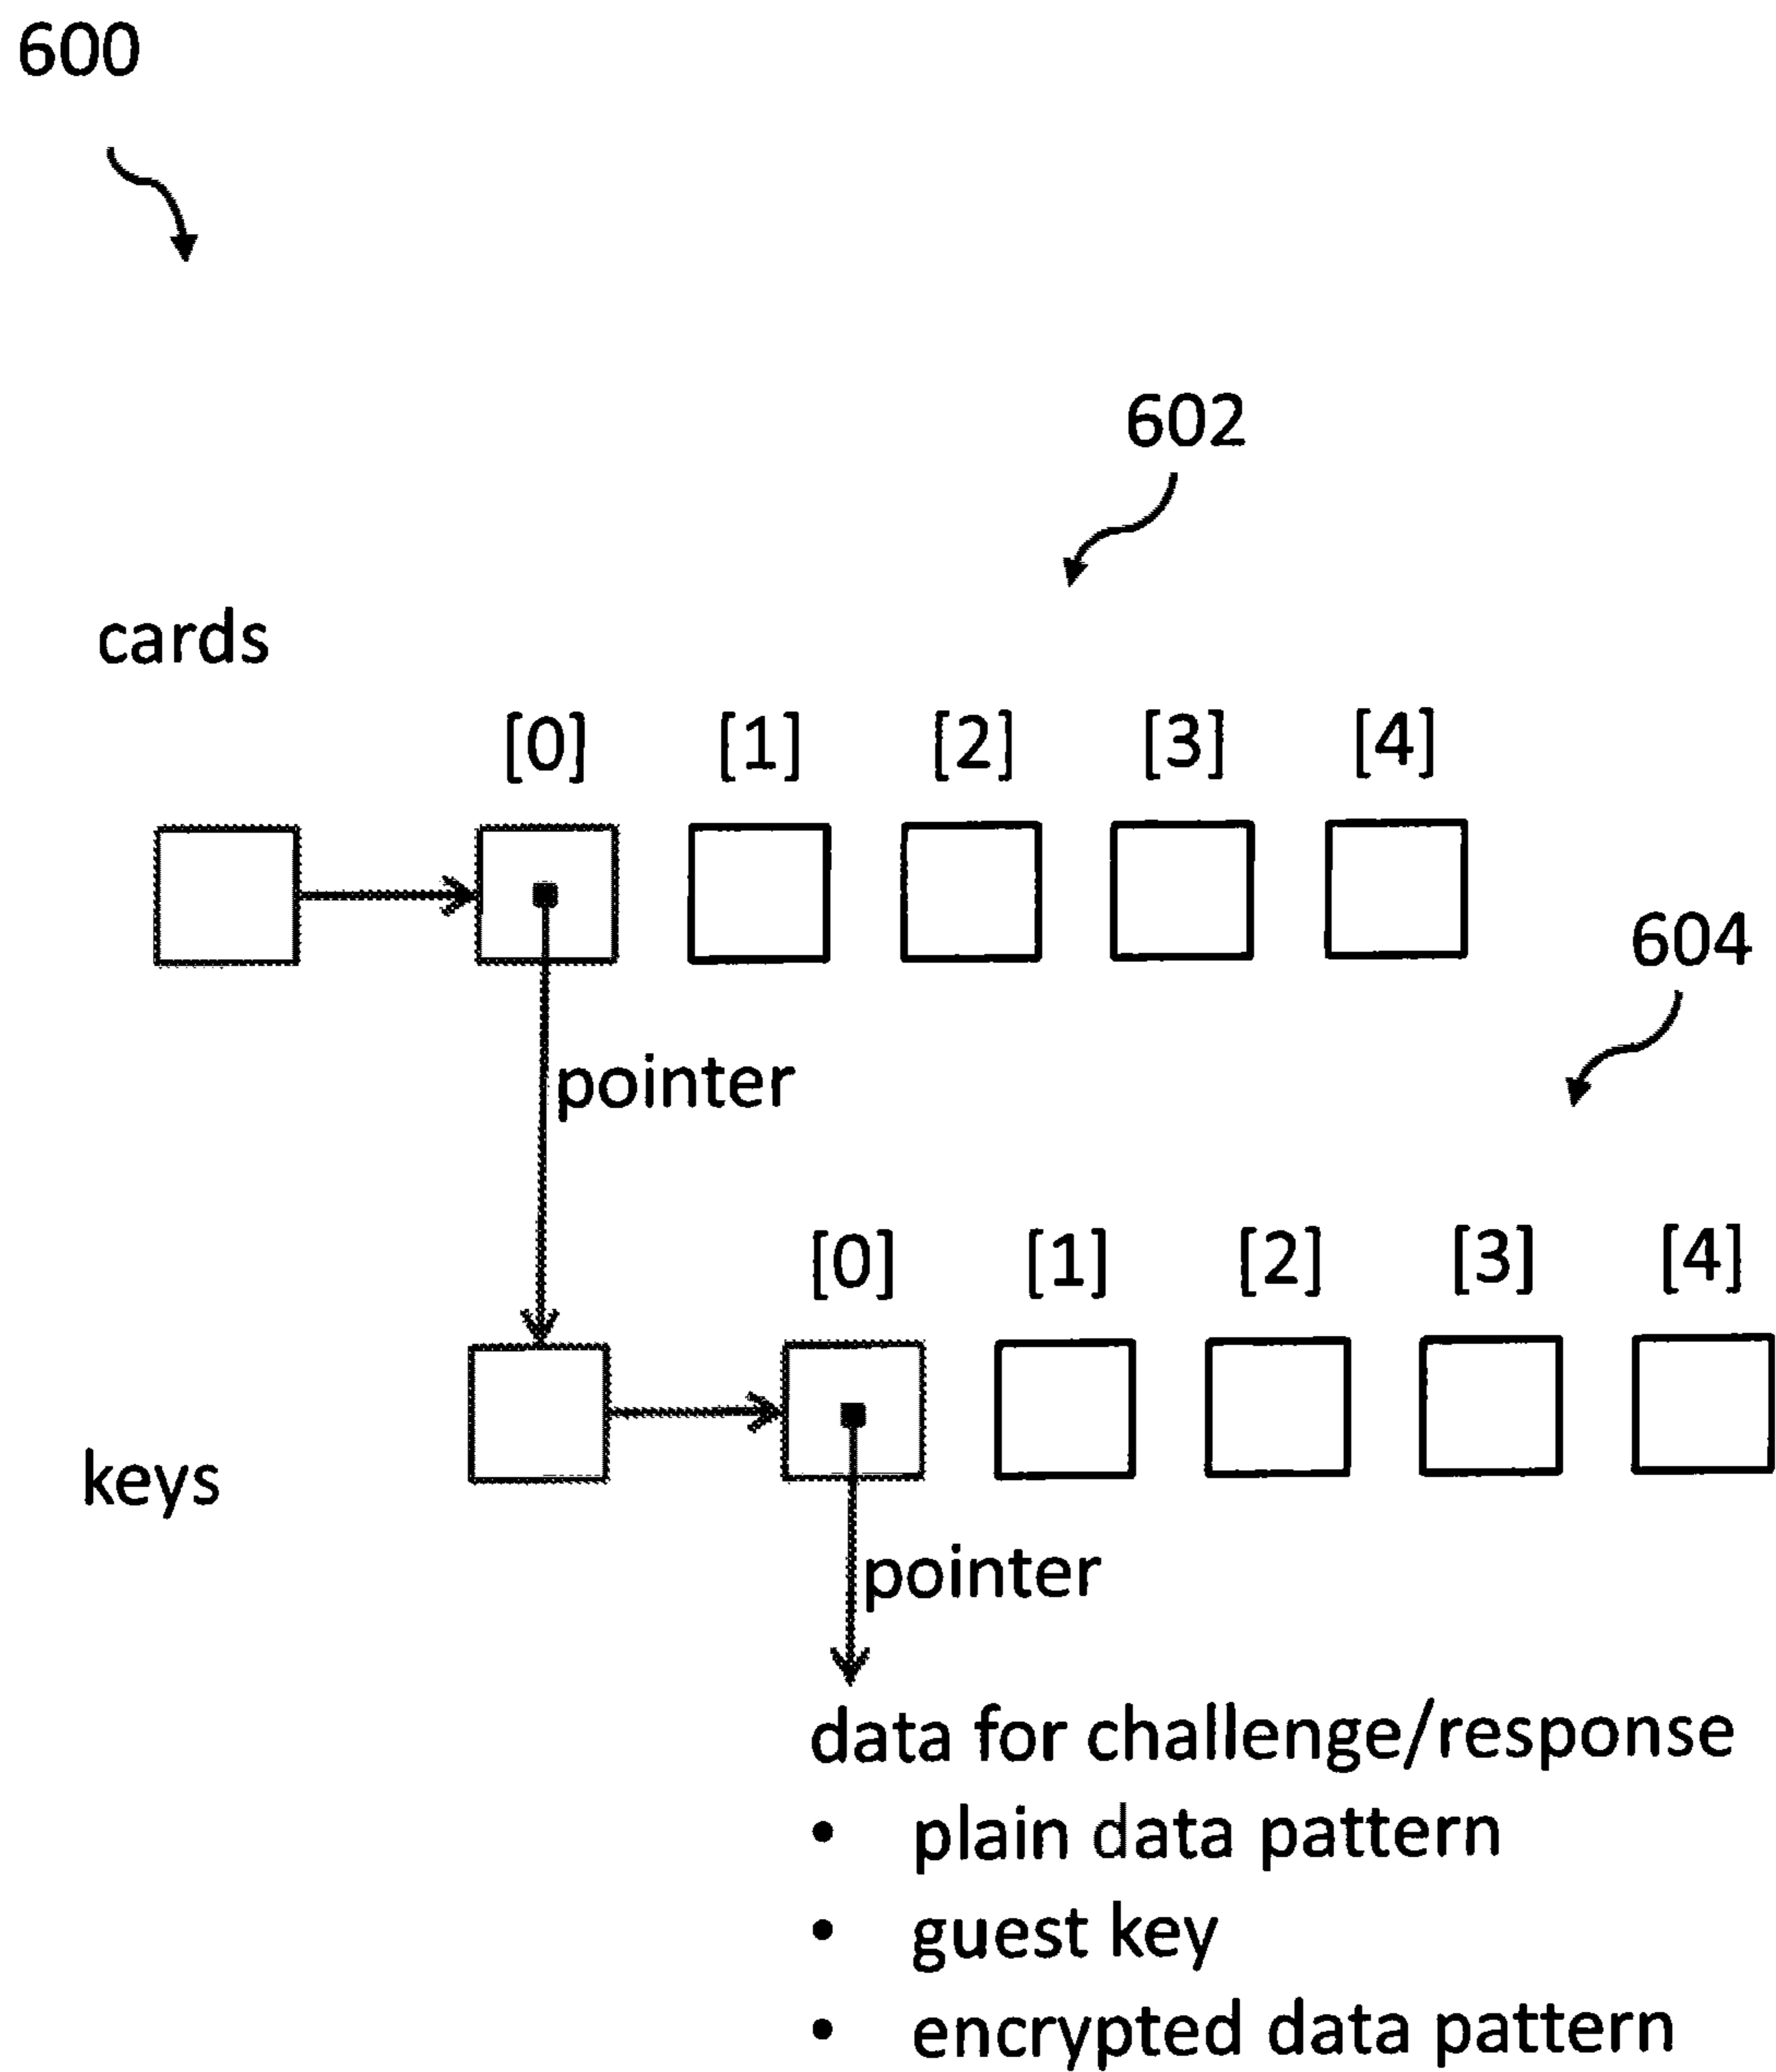 600
602
cards
[0] [1] [2] [3] [4]
604
pointer
[0] [1] [2] [3] [4]
keys
pointer
data for challenge/response
• plain data pattern
• guest key
• encrypted data pattern